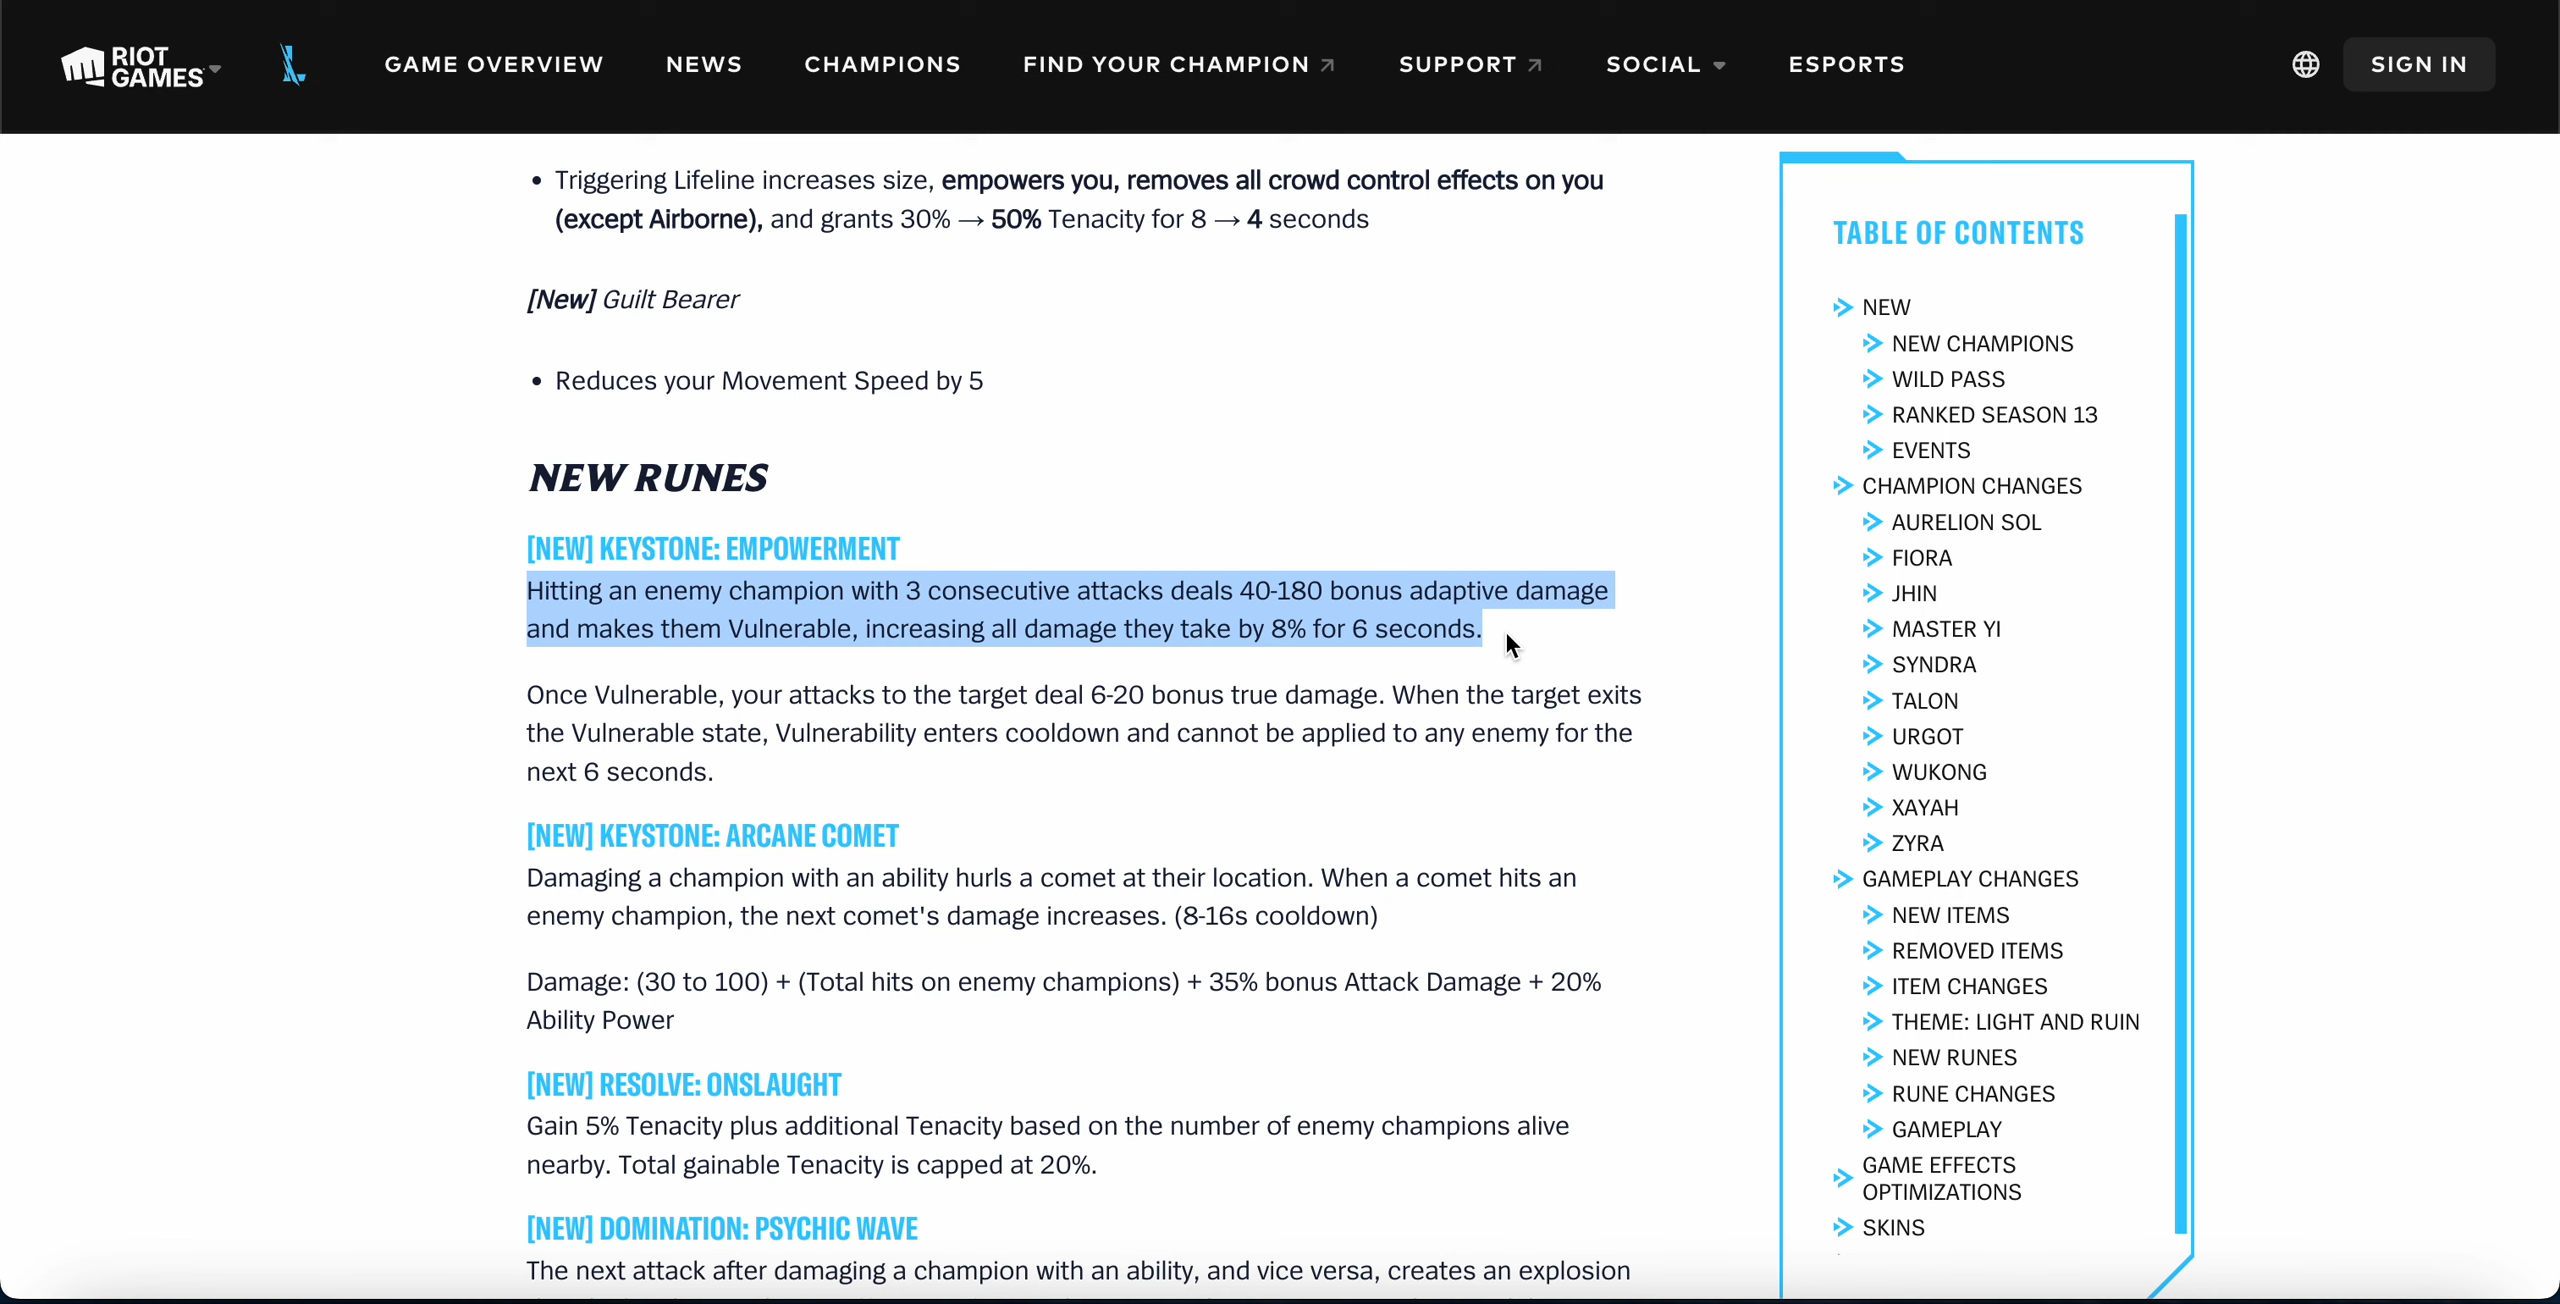 RIOT
GAMES
GAME OVERVIEW
NEWS
CHAMPIONS
FIND YOUR CHAMPION
SUPPORT
SOCIAL
ESPORTS
SIGN IN
• Triggering Lifeline increases size, empowers you, removes all crowd control effects on you
(except Airborne), and grants 30% → 50% Tenacity for 8 → 4 seconds
[New] Guilt Bearer
• Reduces your Movement Speed by 5
NEW RUNES
[NEW] KEYSTONE: EMPOWERMENT
Hitting an enemy champion with 3 consecutive attacks deals 40-180 bonus adaptive damage
and makes them Vulnerable, increasing all damage they take by 8% for 6 seconds.
Once Vulnerable, your attacks to the target deal 6-20 bonus true damage. When the target exits
the Vulnerable state, Vulnerability enters cooldown and cannot be applied to any enemy for the
next 6 seconds.
[NEW] KEYSTONE: ARCANE COMET
Damaging a champion with an ability hurls a comet at their location. When a comet hits an
enemy champion, the next comet's damage increases. (8-16s cooldown)
Damage: (30 to 100) + (Total hits on enemy champions) + 35% bonus Attack Damage + 20%
Ability Power
[NEW] RESOLVE: ONSLAUGHT
Gain 5% Tenacity plus additional Tenacity based on the number of enemy champions alive
nearby. Total gainable Tenacity is capped at 20%.
[NEW] DOMINATION: PSYCHIC WAVE
The next attack after damaging a champion with an ability, and vice versa, creates an explosion
TABLE OF CONTENTS
NEW
NEW CHAMPIONS
WILD PASS
RANKED SEASON 13
EVENTS
CHAMPION CHANGES
AURELION SOL
FIORA
JHIN
MASTER YI
SYNDRA
TALON
URGOT
WUKONG
XAYAH
ZYRA
GAMEPLAY CHANGES
NEW ITEMS
REMOVED ITEMS
ITEM CHANGES
THEME: LIGHT AND RUIN
NEW RUNES
RUNE CHANGES
GAMEPLAY
GAME EFFECTS
OPTIMIZATIONS
SKINS